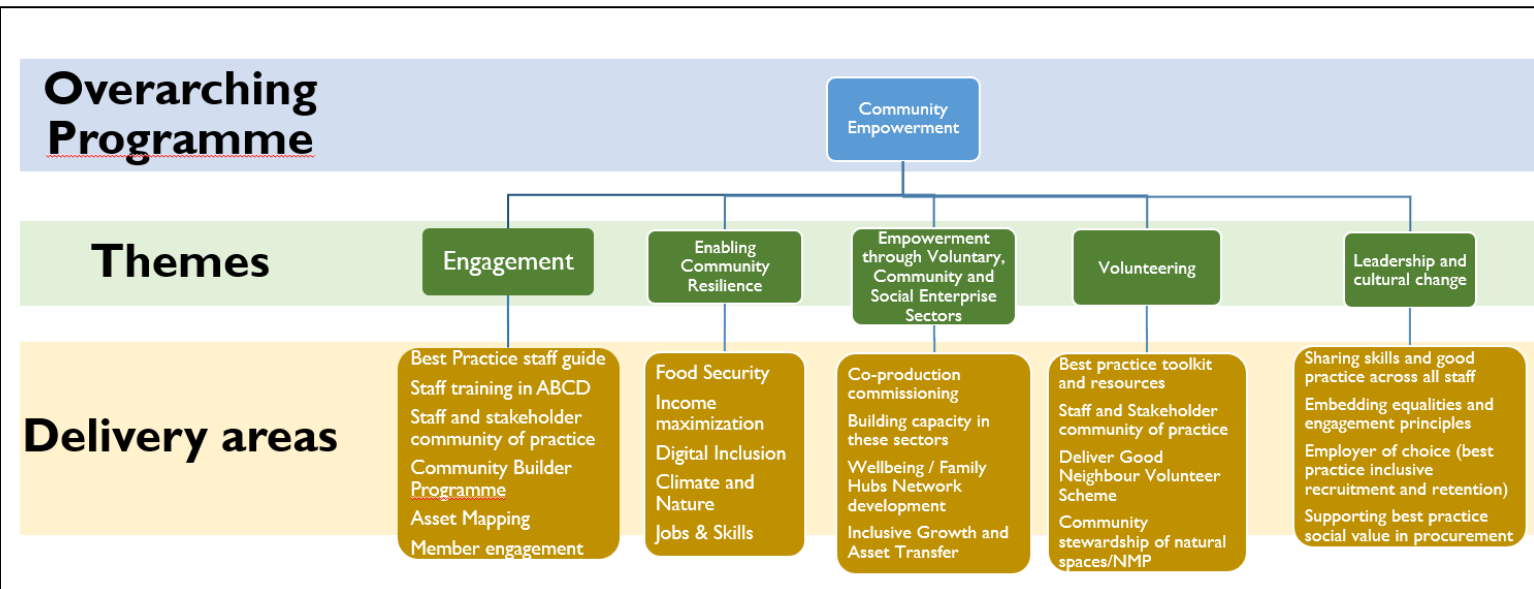 Overarching
Programme
Community
Empowerment
Themes
Engagement
Enabling
Community
Resilience
Empowerment
through Voluntary,
Community and
Social Enterprise
Sectors
Volunteering
Leadership and
cultural change
Delivery areas
Best Practice staff guide
Staff training in ABCD
Staff and stakeholder
community of practice
Community Builder
Programme
Asset Mapping
Member engagement
Food Security
Income
maximization
Digital Inclusion
Climate and
Nature
Jobs & Skills
Co-production
commissioning
Building capacity in
these sectors
Wellbeing / Family
Hubs Network
development
Inclusive Growth and
Asset Transfer
Best practice toolkit
and resources
Staff and Stakeholder
community of practice
Deliver Good
Neighbour Volunteer
Scheme
Community
stewardship of natural
spaces/NMP
Sharing skills and good
practice across all staff
Embedding equalities and
engagement principles
Employer of choice (best
practice inclusive
recruitment and retention)
Supporting best practice
social value in procurement